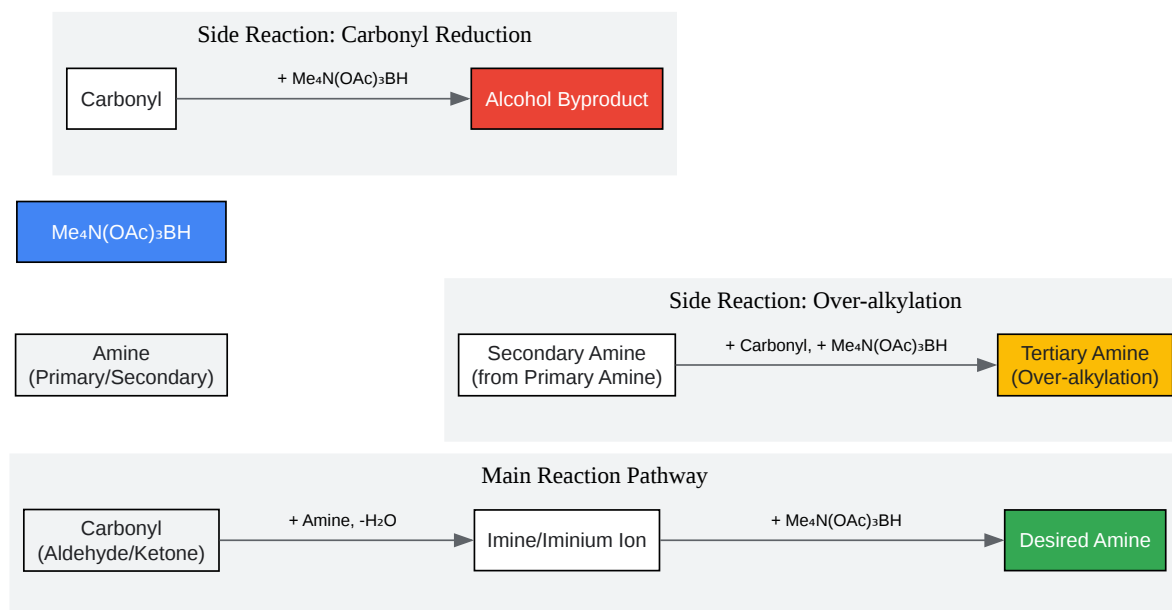 Side Reaction: Carbonyl Reduction
Carbonyl
+ Me₄N(OAc)₃BH
Alcohol Byproduct
Me₄N(OAc)₃BH
Side Reaction: Over-alkylation
Amine
(Primary/Secondary)
Secondary Amine
(from Primary Amine)
+ Carbonyl, + Me₄N(OAc)₃BH
Tertiary Amine
(Over-alkylation)
Main Reaction Pathway
Carbonyl
(Aldehyde/Ketone)
+ Amine, -H₂O
Imine/Iminium Ion
+ Me₄N(OAc)₃BH
Desired Amine